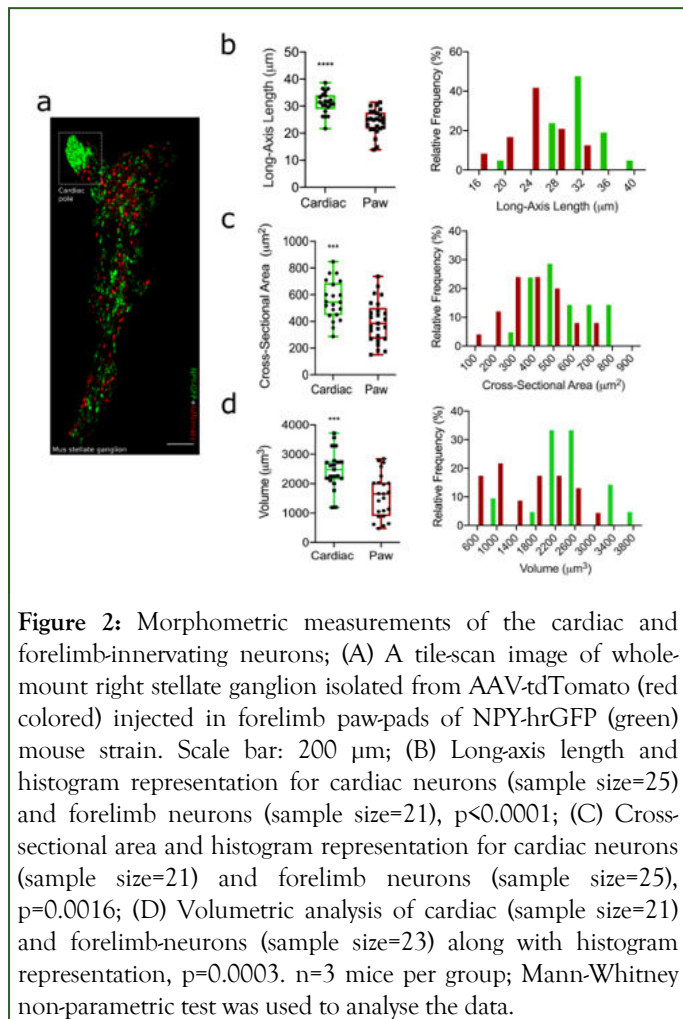 a
Cardiac
pole
Mus stellate ganglion
b
Long-Axis Length (μm)
50
40
30
20
10
0
****
Cardiac
Paw
Relative Frequency (%)
60
40
20
0
16
20
24
28
32
36
40
Long-Axis Length (μm)
c
Cross-Sectional Area (μm²)
1000
800
600
400
200
0
***
Cardiac
Paw
Relative Frequency (%)
40
30
20
10
0
100
200
300
400
500
600
700
800
900
Cross-Sectional Area (μm²)
d
Volume (μm³)
4000
3000
2000
1000
0
***
Cardiac
Paw
Relative Frequency (%)
40
30
20
10
0
600
1000
1400
1800
2200
2600
3000
3400
3800
Volume (μm³)
Figure 2: Morphometric measurements of the cardiac and
forelimb-innervating neurons; (A) A tile-scan image of whole-
mount right stellate ganglion isolated from AAV-tdTomato (red
colored) injected in forelimb paw-pads of NPY-hrGFP (green)
mouse strain. Scale bar: 200 μm; (B) Long-axis length and
histogram representation for cardiac neurons (sample size=25)
and forelimb neurons (sample size=21), p<0.0001; (C) Cross-
sectional area and histogram representation for cardiac neurons
(sample size=21) and forelimb neurons (sample size=25),
p=0.0016; (D) Volumetric analysis of cardiac (sample size=21)
and forelimb-neurons (sample size=23) along with histogram
representation, p=0.0003. n=3 mice per group; Mann-Whitney
non-parametric test was used to analyse the data.